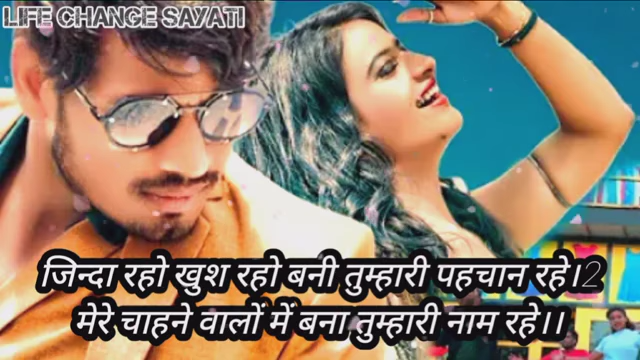 LIFE CHANGE SAYATI
जिन्दा रहो खुश रहो बनी तुम्हारी पहचान रहे।2
मेरे चाहने वालों में बना तुम्हारी नाम रहे।।